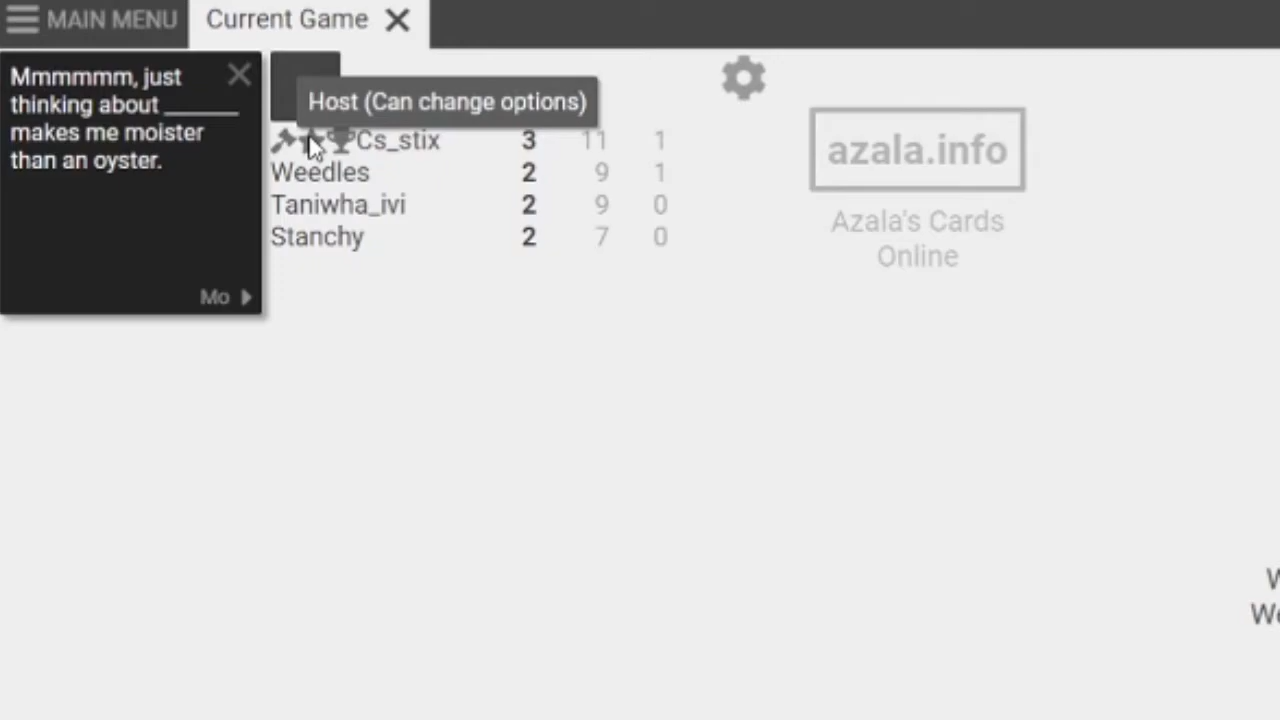 MAIN MENU
Current Game
Mmmmmm, just
thinking about ______
makes me moister
than an oyster.
Mo
Host (Can change options)
Cs_stix 3 11 1
Weedles 2 9 1
Taniwha_ivi 2 9 0
Stanchy 2 7 0
azala.info
Azala's Cards
Online